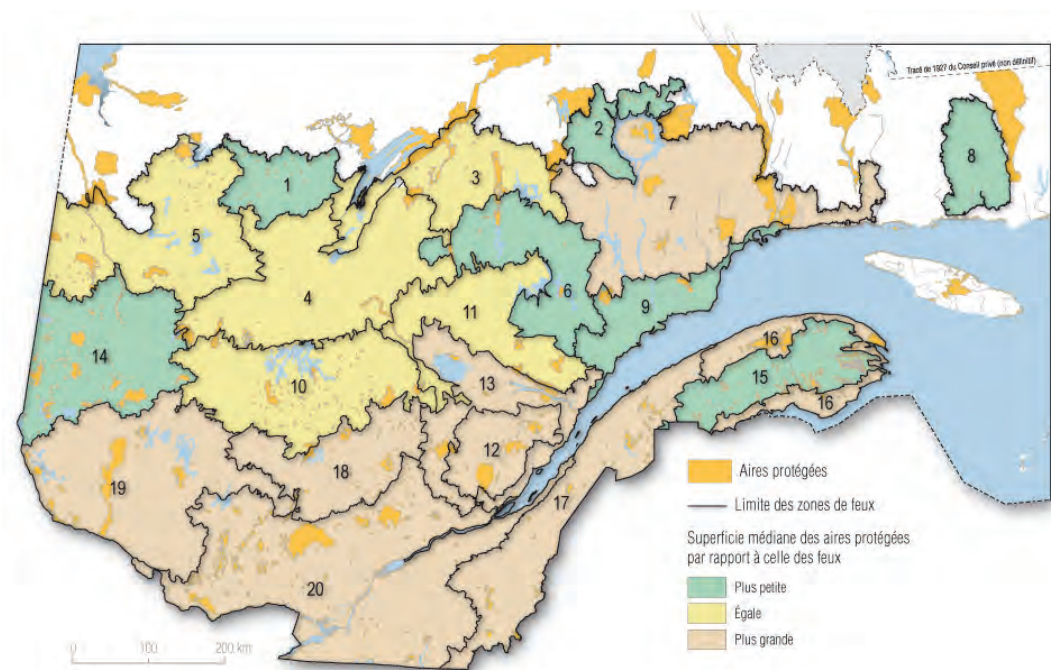 Tracé de 1927 du Conseil privé (non définitif)
1
2
3
4
5
6
7
8
9
10
11
12
13
14
15
16
16
17
18
19
20
Aires protégées
Limite des zones de feux
Superficie médiane des aires protégées
par rapport à celle des feux
Plus petite
Égale
Plus grande
0 100 200 km